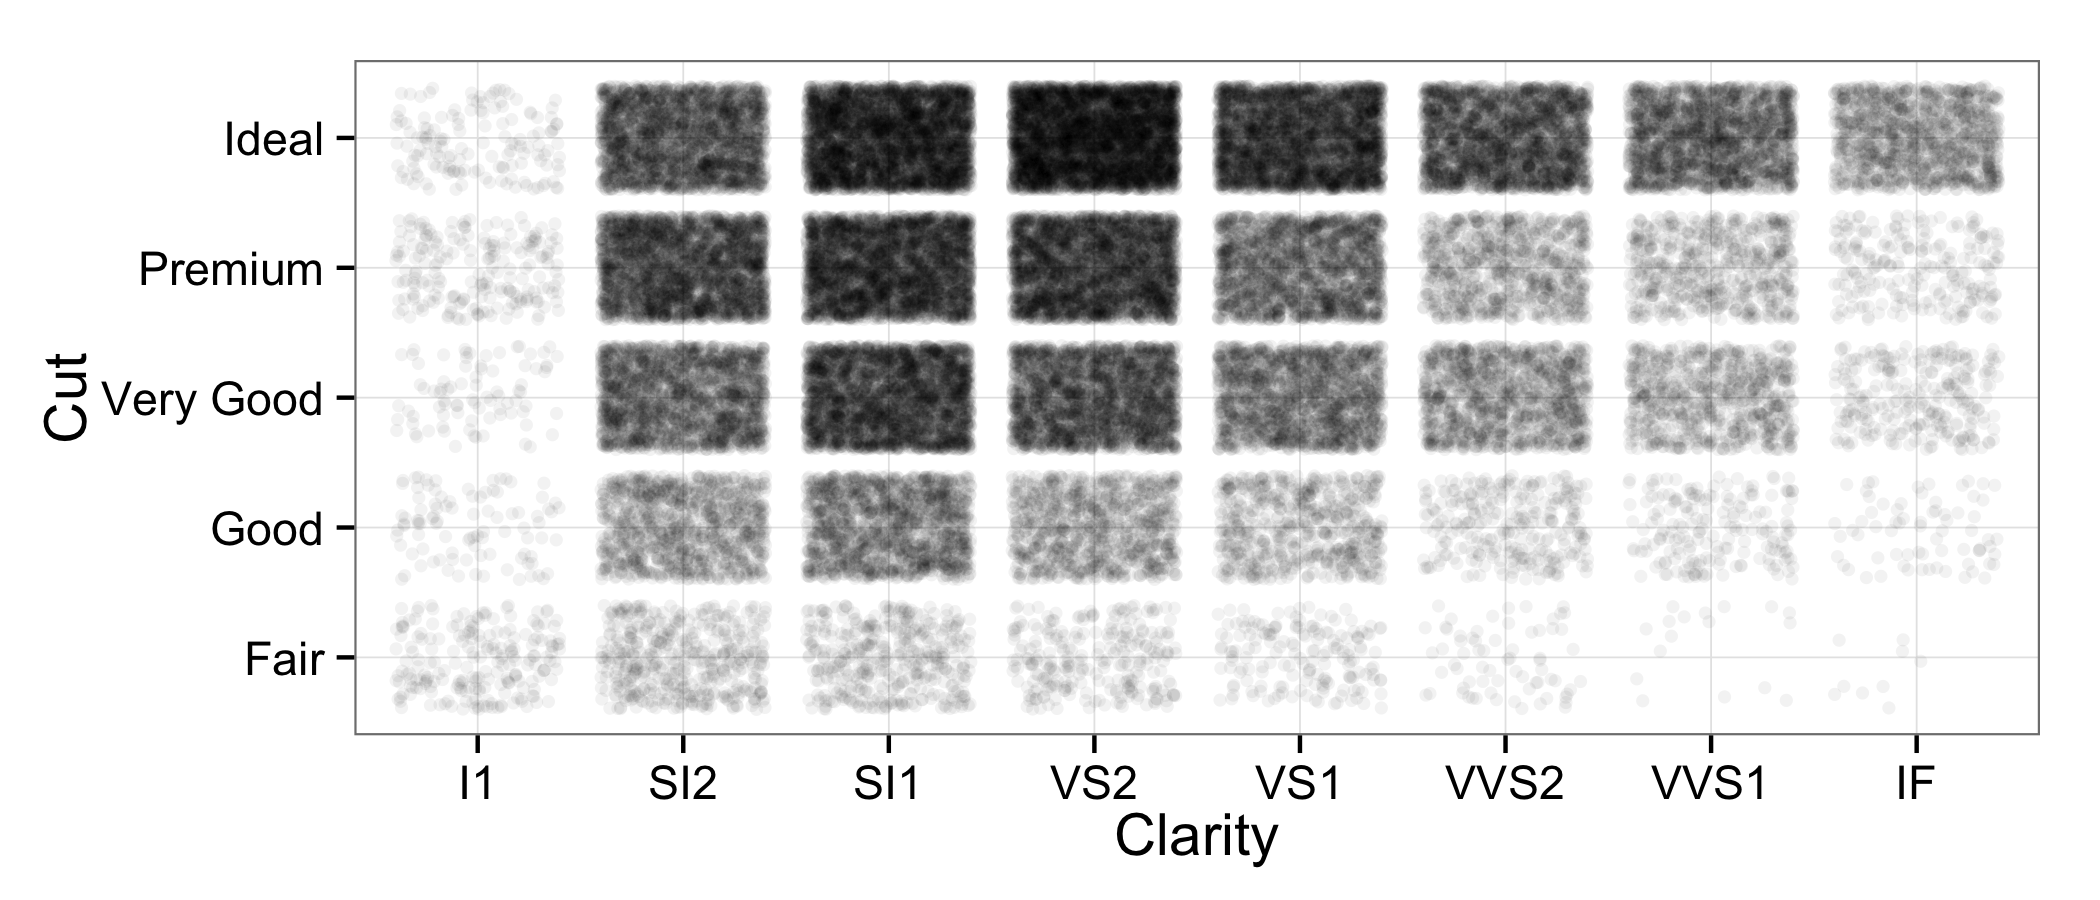 Cut
Ideal
Premium
Very Good
Good
Fair
I1 SI2 SI1 VS2 VS1 VVS2 VVS1 IF
Clarity